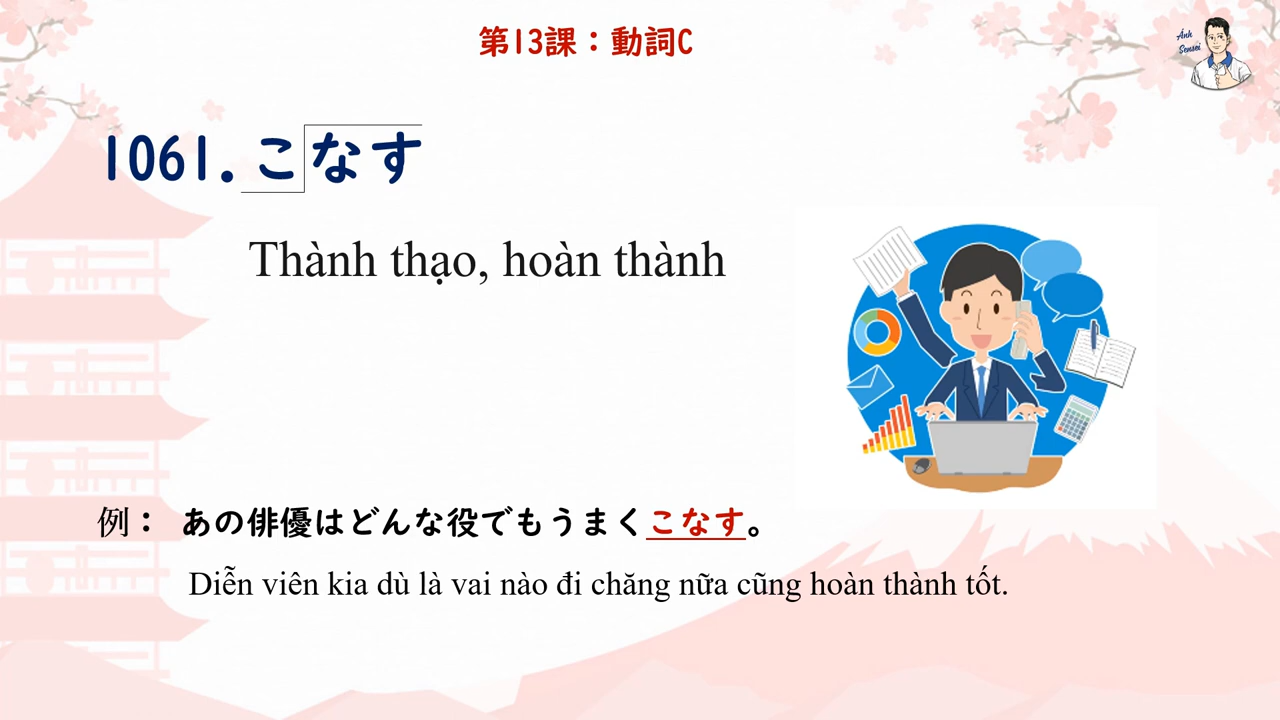 第13課：動詞C
Anh
Sensei
1061. こなす
Thành thạo, hoàn thành
例： あの俳優はどんな役でもうまくこなす。
Diễn viên kia dù là vai nào đi chăng nữa cũng hoàn thành tốt.